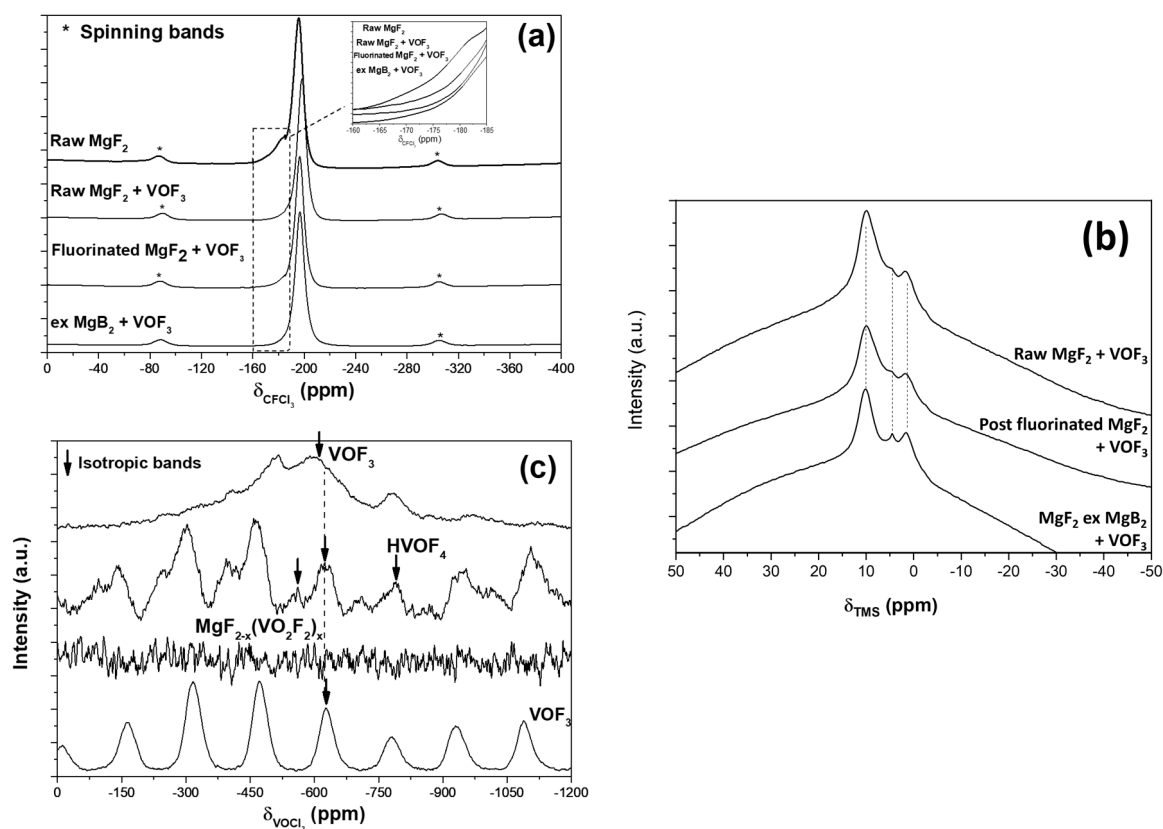 * Spinning bands
(a)
Raw MgF₂
Raw MgF₂ + VOF₃
Fluorinated MgF₂ + VOF₃
ex MgB₂ + VOF₃
-160 -165 -170 -175 -180 -185
δCFCl₃ (ppm)
Raw MgF₂
* *
Raw MgF₂ + VOF₃
* *
Fluorinated MgF₂ + VOF₃
* *
ex MgB₂ + VOF₃
*
0 -40 -80 -120 -160 -200 -240 -280 -320 -360 -400
δCFCl₃ (ppm)
(b)
Intensity (a.u.)
Raw MgF₂ + VOF₃
Post fluorinated MgF₂
+ VOF₃
MgF₂ ex MgB₂
+ VOF₃
50 40 30 20 10 0 -10 -20 -30 -40 -50
δTMS (ppm)
(c)
Isotropic bands
VOF₃
HVOF₄
MgF₂₋ₓ(VO₂F₂)ₓ
VOF₃
Intensity (a.u.)
0 -150 -300 -450 -600 -750 -900 -1050 -1200
δVOCl (ppm)